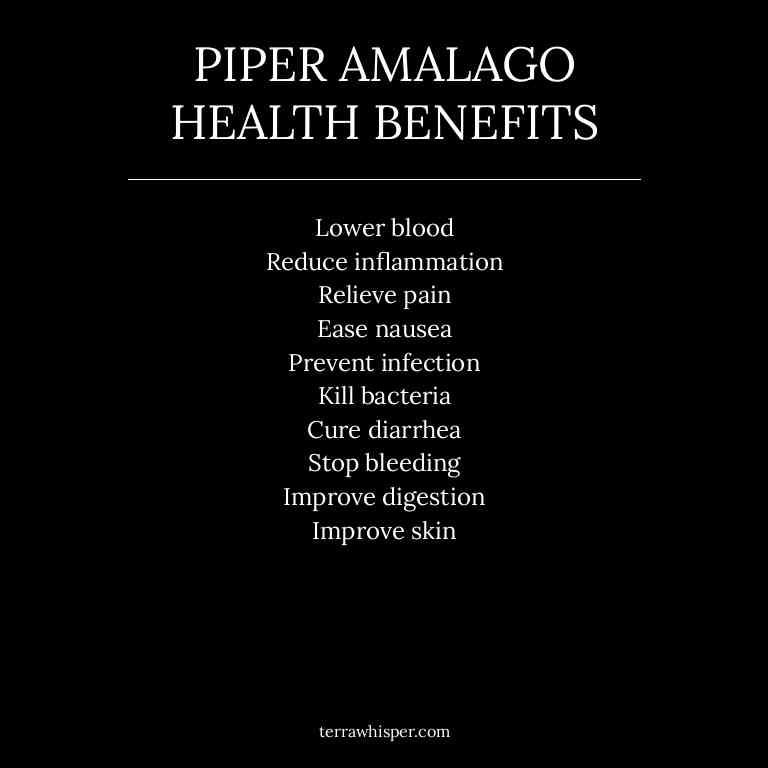 PIPER AMALAGO
HEALTH BENEFITS
Lower blood
Reduce inflammation
Relieve pain
Ease nausea
Prevent infection
Kill bacteria
Cure diarrhea
Stop bleeding
Improve digestion
Improve skin
terrawhisper.com